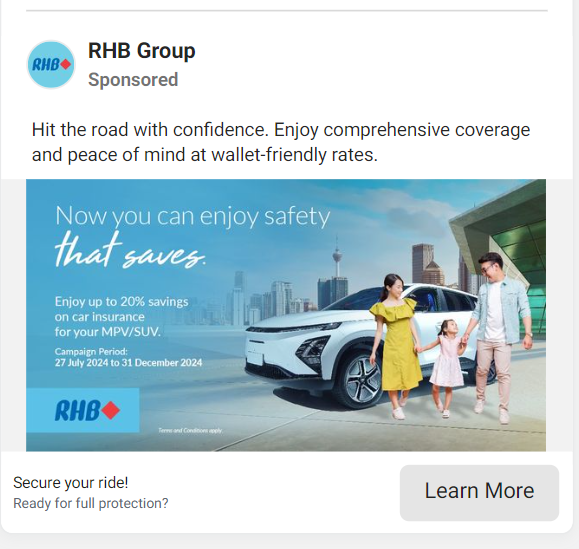 RHB
RHB Group
Sponsored
Hit the road with confidence. Enjoy comprehensive coverage
and peace of mind at wallet-friendly rates.
Now you can enjoy safety
that saves.
Enjoy up to 20% savings
on car insurance
for your MPV/SUV.
Campaign Period:
27 July 2024 to 31 December 2024
RHB
Terms and Conditions apply
Secure your ride!
Ready for full protection?
Learn More